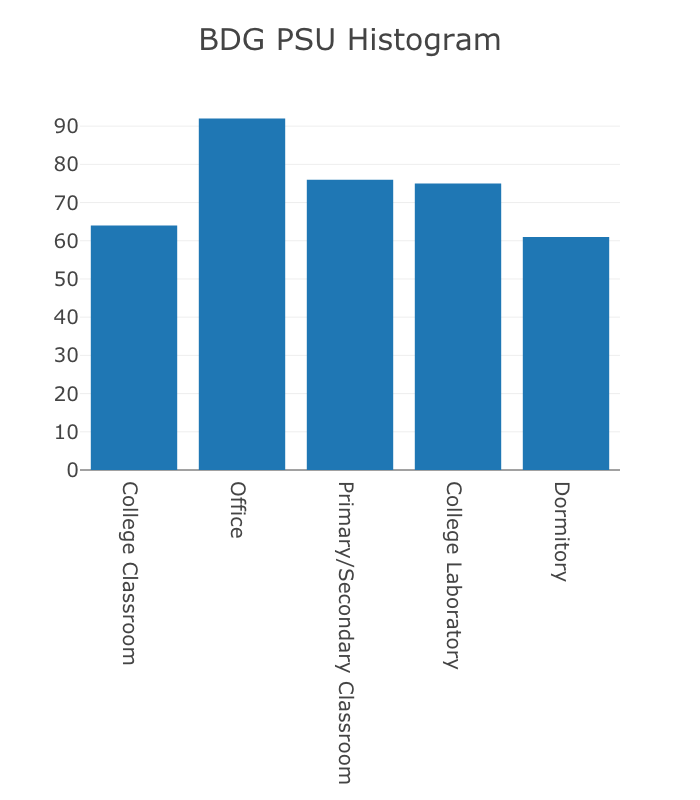 BDG PSU Histogram
90
80
70
60
50
40
30
20
10
0
College Classroom
Office
Primary/Secondary Classroom
College Laboratory
Dormitory